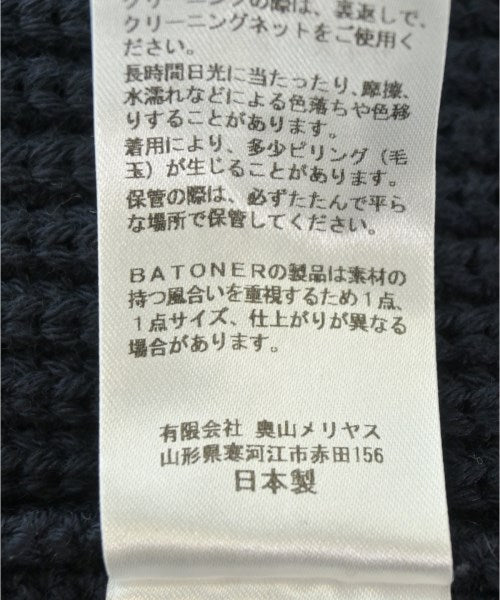 クリーニングの際は、裏返しで、
クリーニングネットをご使用く
ださい。
長時間日光に当たったり、摩擦、
水濡れなどによる色落ちや色移
りすることがあります。
着用により、多少ピリング（毛
玉）が生じることがあります。
保管の際は、必ずたたんで平ら
な場所で保管してください。
BATONERの製品は素材の
持つ風合いを重視するため1点、
1点サイズ、仕上がりが異なる
場合があります。
有限会社 奥山メリヤス
山形県寒河江市赤田156
日本製